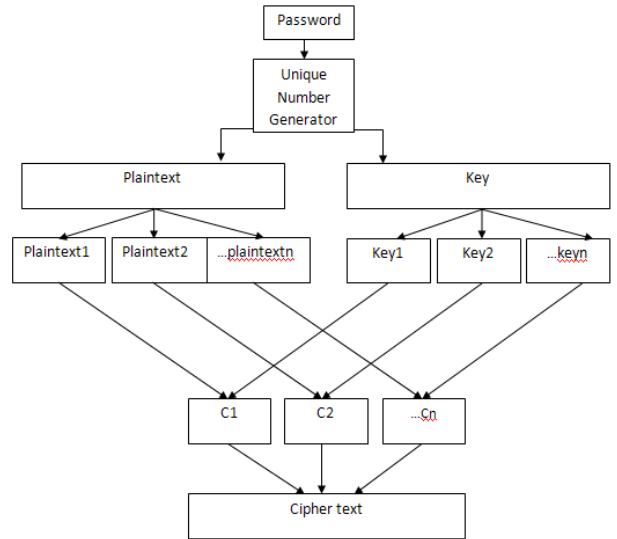 Password
Unique
Number
Generator
Plaintext
Key
Plaintext1
Plaintext2
...plaintextn
Key1
Key2
...keyn
C1
C2
...Cn
Cipher text